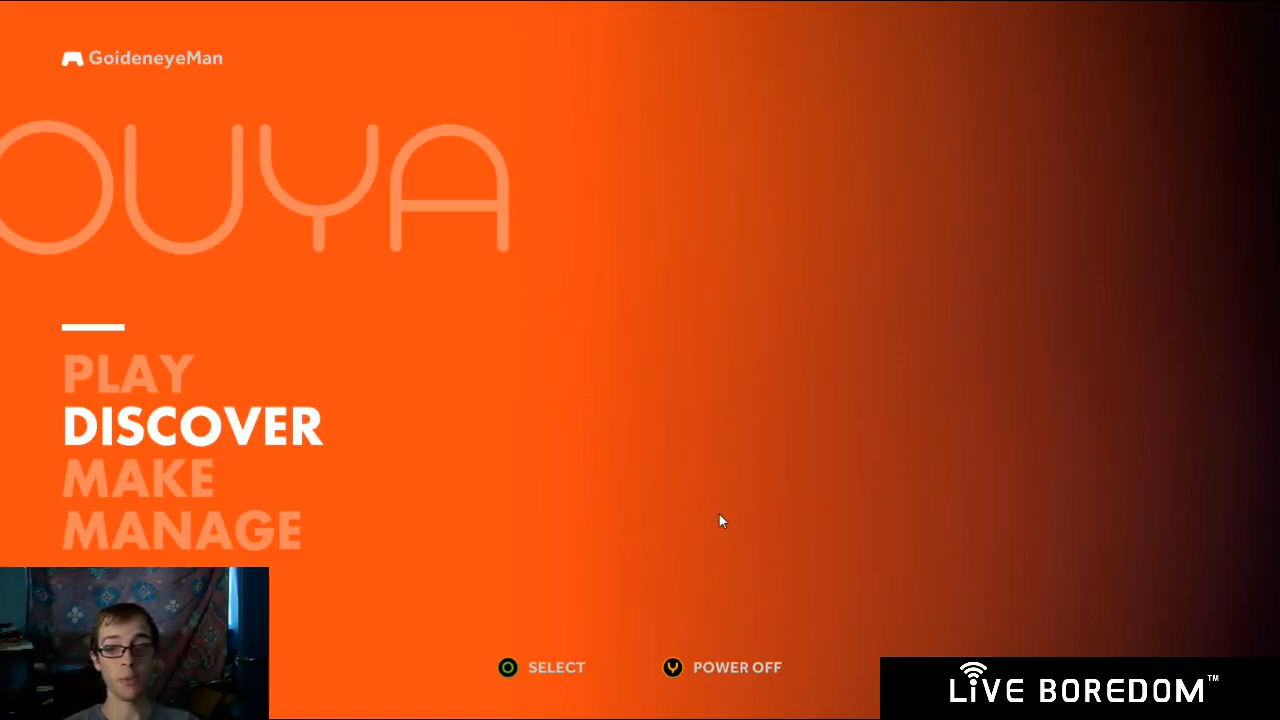 GoideneyeMan
OUYA
PLAY
DISCOVER
MAKE
MANAGE
SELECT
POWER OFF
LiVE BOREDOM™